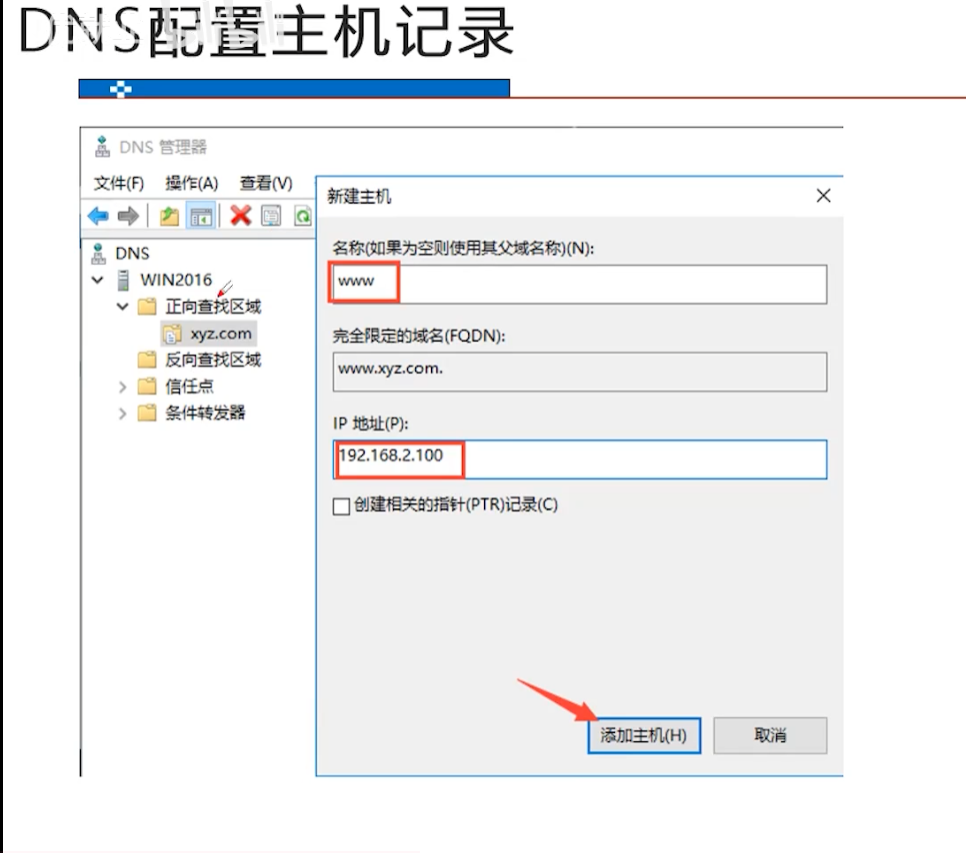 DNS配置主机记录
DNS 管理器
文件(F) 操作(A) 查看(V)
DNS
WIN2016
正向查找区域
xyz.com
反向查找区域
信任点
条件转发器
新建主机
名称(如果为空则使用其父域名称)(N):
www
完全限定的域名(FQDN):
www.xyz.com.
IP 地址(P):
192.168.2.100
创建相关的指针(PTR)记录(C)
添加主机(H) 取消